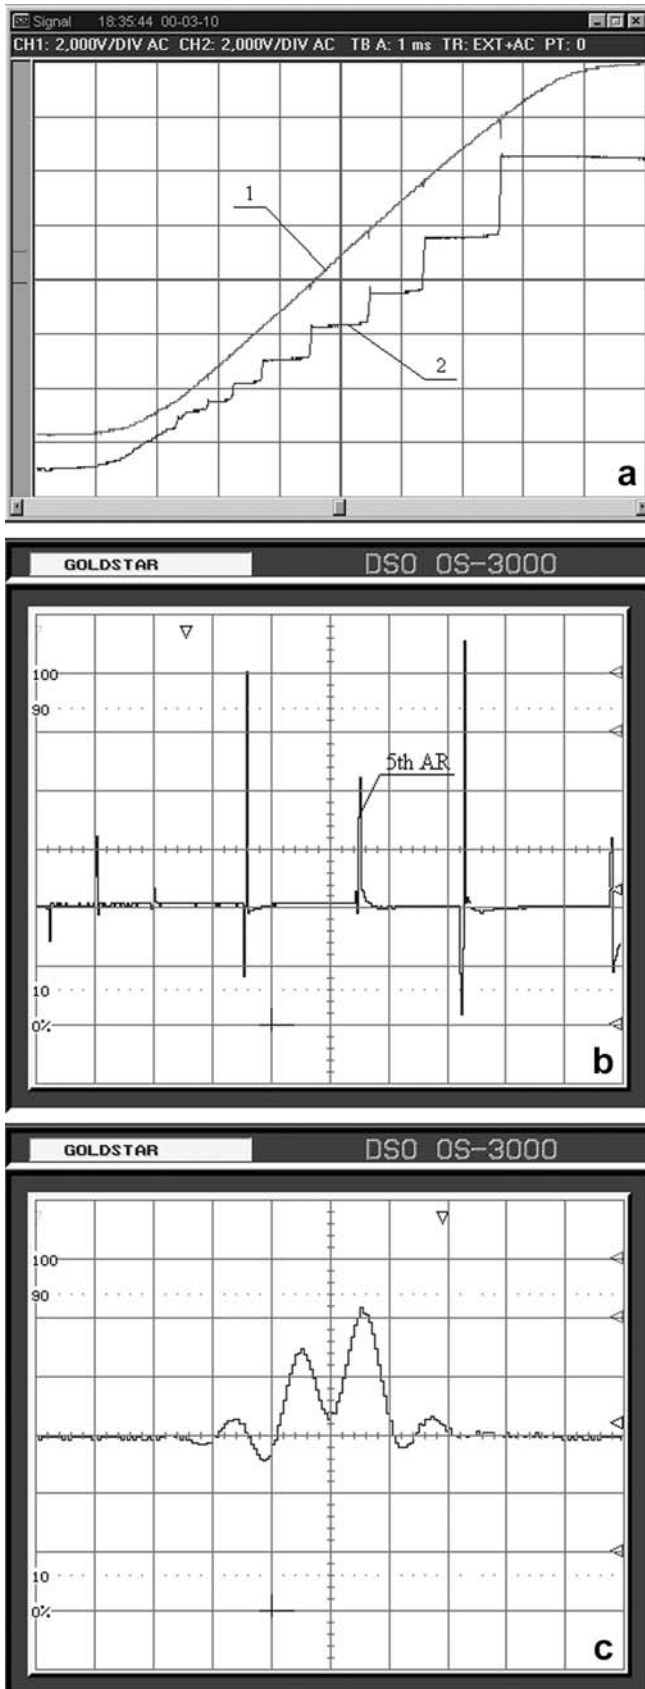 Signal 18:35:44 00-03-10
CH1: 2,000V/DIV AC CH2: 2,000V/DIV AC TB A: 1 ms TR: EXT+AC PT: 0
1
2
a
GOLDSTAR DSO OS-3000
100
90
5th AR
10
0%
b
GOLDSTAR DSO OS-3000
100
90
10
0%
c